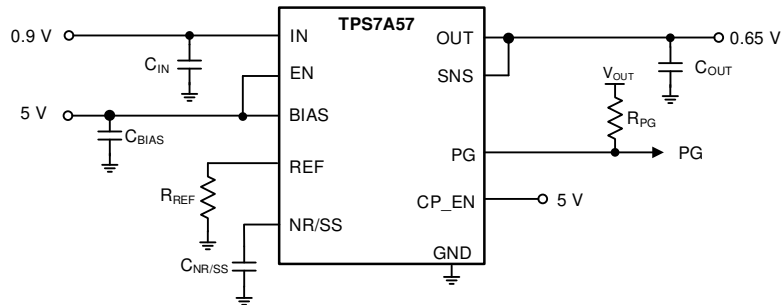 TPS7A57
0.9 V
IN
OUT
0.65 V
C_IN
EN
SNS
V_OUT
C_OUT
5 V
BIAS
C_BIAS
R_PG
REF
PG
PG
R_REF
CP_EN
5 V
NR/SS
C_NR/SS
GND